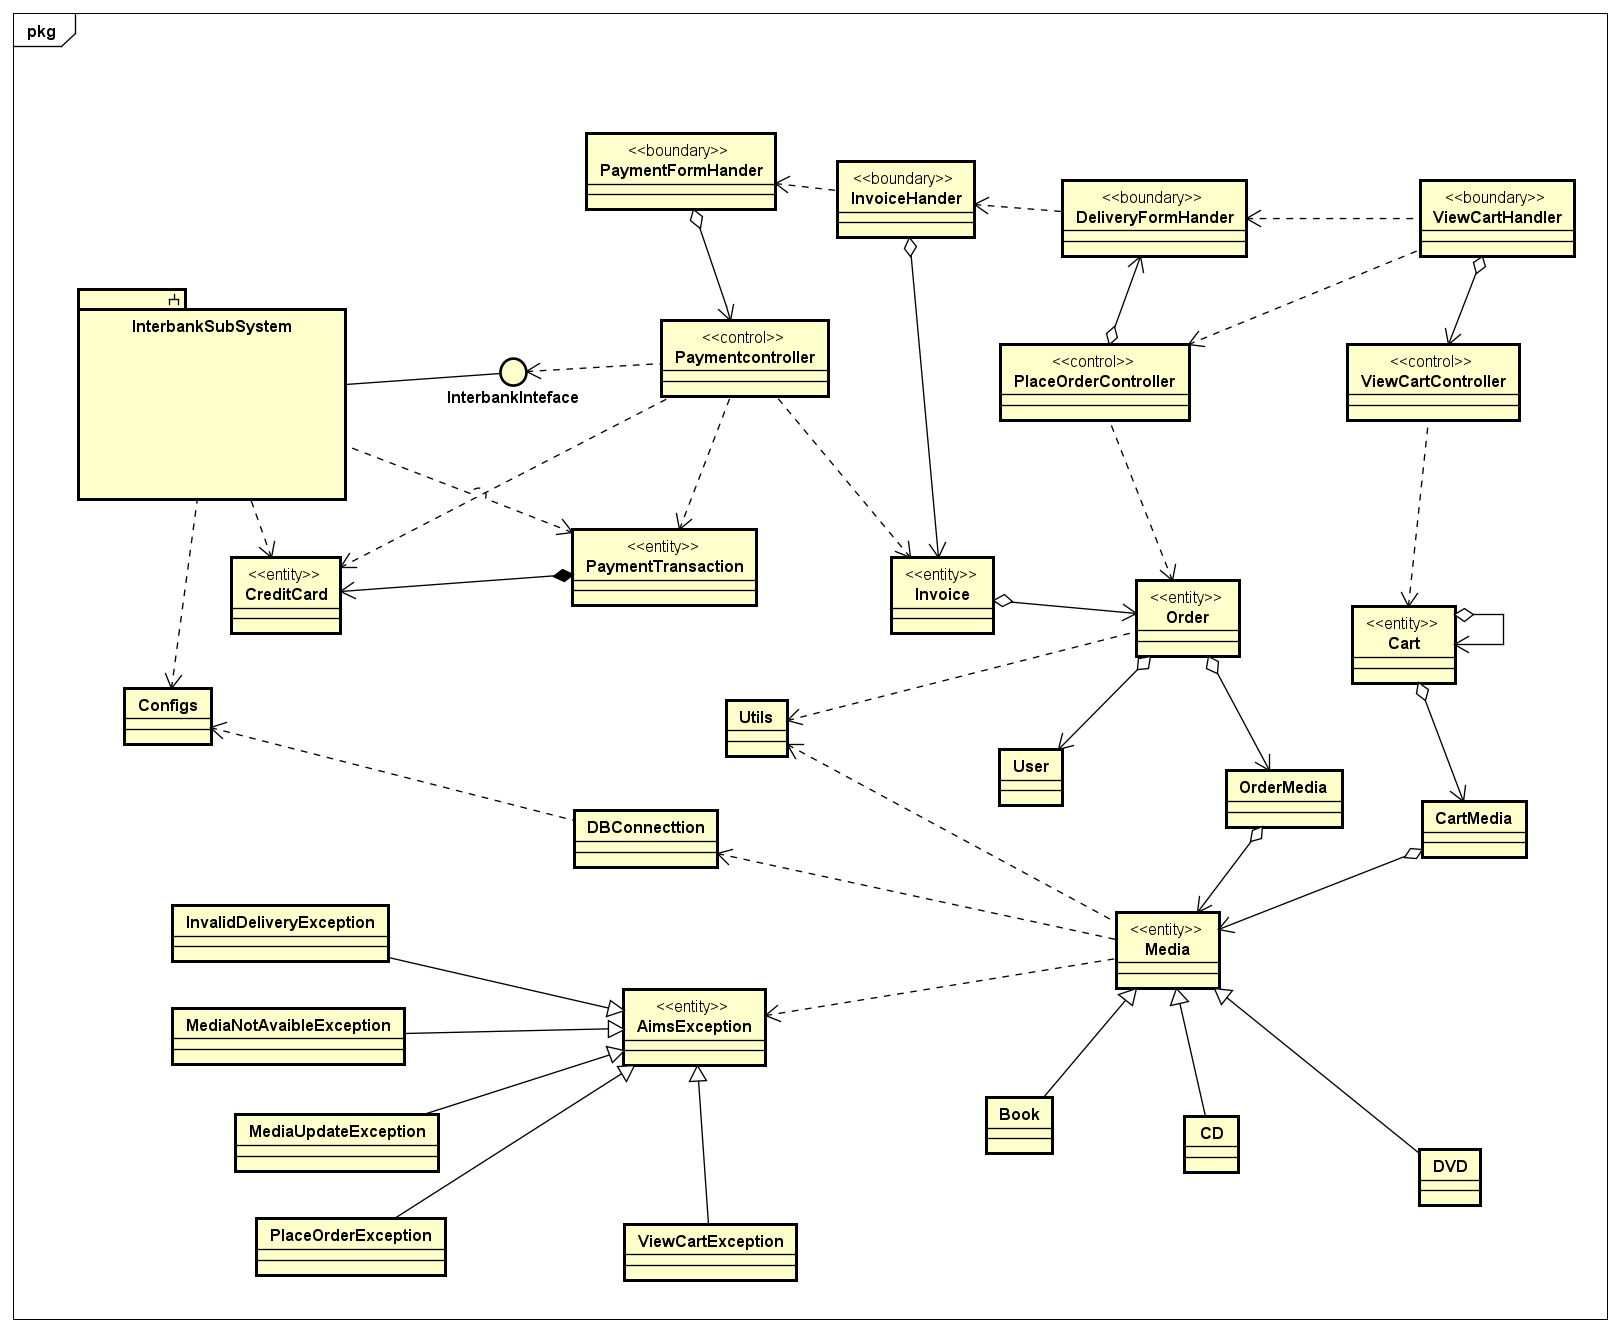 pkg
<<boundary>>
PaymentFormHander
<<boundary>>
InvoiceHander
<<boundary>>
DeliveryFormHander
<<boundary>>
ViewCartHandler
InterbankSubSystem
<<control>>
Paymentcontroller
<<control>>
PlaceOrderController
<<control>>
ViewCartController
InterbankInteface
<<entity>>
CreditCard
<<entity>>
PaymentTransaction
<<entity>>
Invoice
<<entity>>
Order
<<entity>>
Cart
Configs
Utils
User
OrderMedia
CartMedia
DBConnecttion
InvalidDeliveryException
<<entity>>
Media
MediaNotAvaibleException
<<entity>>
AimsException
MediaUpdateException
Book
CD
DVD
PlaceOrderException
ViewCartException